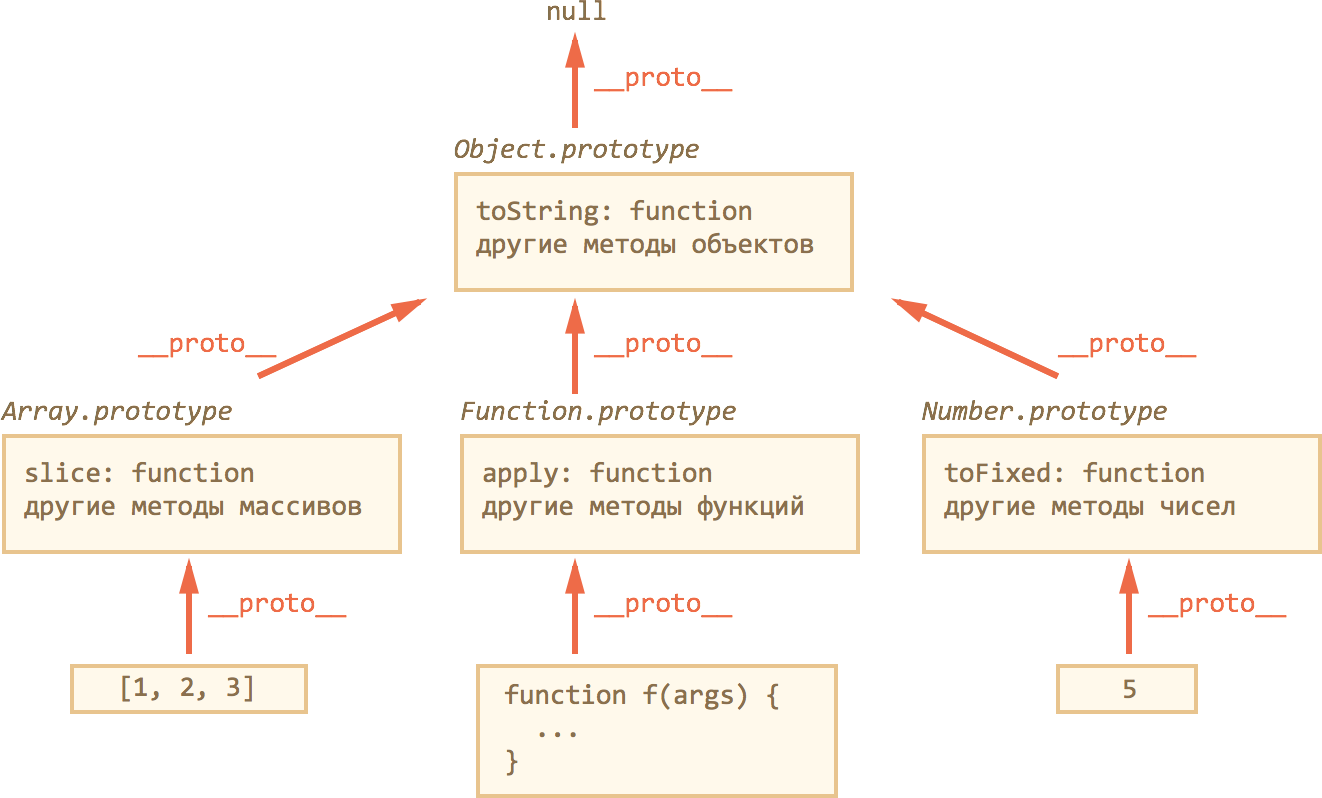 null
__proto__
Object.prototype
toString: function
другие методы объектов
__proto__
__proto__
__proto__
Array.prototype
slice: function
другие методы массивов
Function.prototype
apply: function
другие методы функций
Number.prototype
toFixed: function
другие методы чисел
__proto__
__proto__
__proto__
[1, 2, 3]
function f(args) {
...
}
5